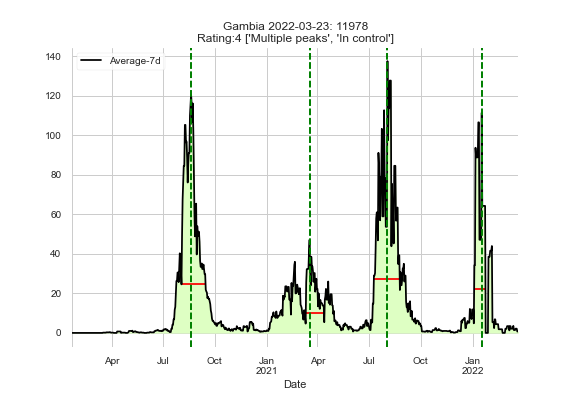 Gambia 2022-03-23: 11978
Rating:4 ['Multiple peaks', 'In control']
Average-7d
140
120
100
80
60
40
20
0
Apr Jul Oct Jan Apr Jul Oct Jan
2021 2022
Date